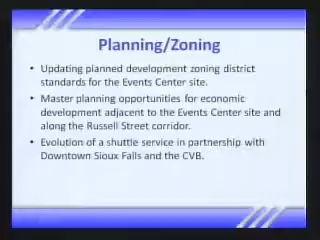 Planning/Zoning
• Updating planned development zoning district
standards for the Events Center site.
• Master planning opportunities for economic
development adjacent to the Events Center site and
along the Russell Street corridor.
• Evolution of a shuttle service in partnership with
Downtown Sioux Falls and the CVB.